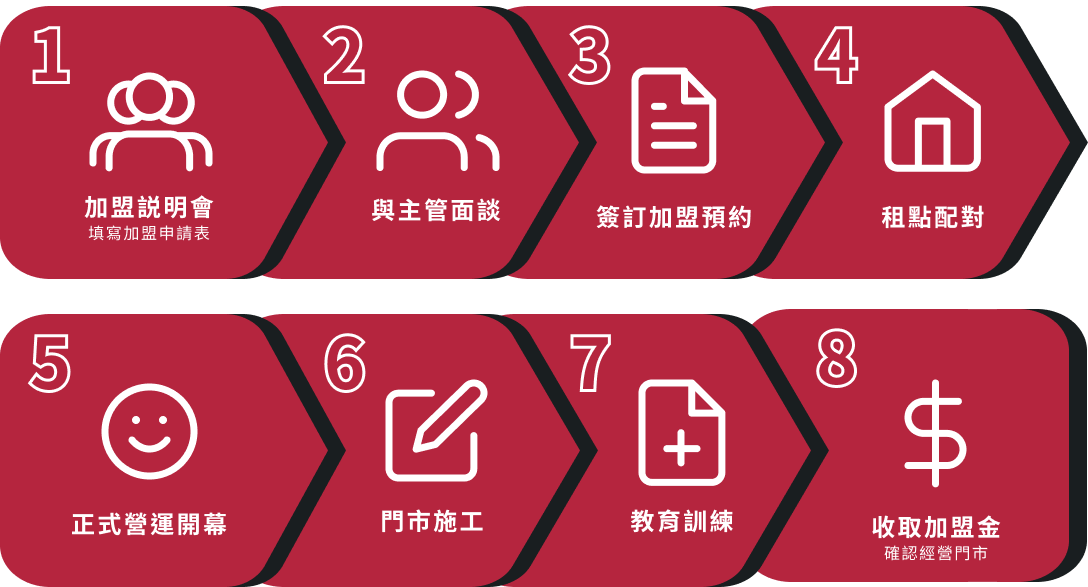 1
加盟説明會
填寫加盟申請表
2
與主管面談
3
簽訂加盟預約
4
租點配對
5
正式營運開幕
6
門市施工
7
教育訓練
8
收取加盟金
確認經營門市